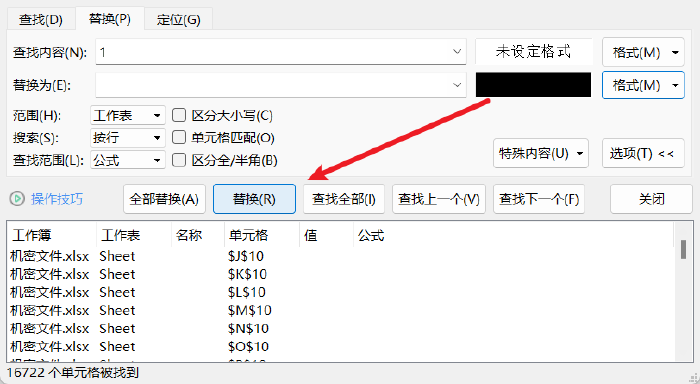 查找(D) 替换(P) 定位(G)
查找内容(N): 1 未设定格式 格式(M)
替换为(E): 格式(M)
范围(H): 工作表 区分大小写(C)
搜索(S): 按行 单元格匹配(O)
查找范围(L): 公式 区分全/半角(B) 特殊内容(U) 选项(T) <<
操作技巧 全部替换(A) 替换(R) 查找全部(I) 查找上一个(V) 查找下一个(F) 关闭
工作簿 工作表 名称 单元格 值 公式
机密文件.xlsx Sheet $J$10
机密文件.xlsx Sheet $K$10
机密文件.xlsx Sheet $L$10
机密文件.xlsx Sheet $M$10
机密文件.xlsx Sheet $N$10
机密文件.xlsx Sheet $O$10
机密文件.xlsx Sheet
16722 个单元格被找到